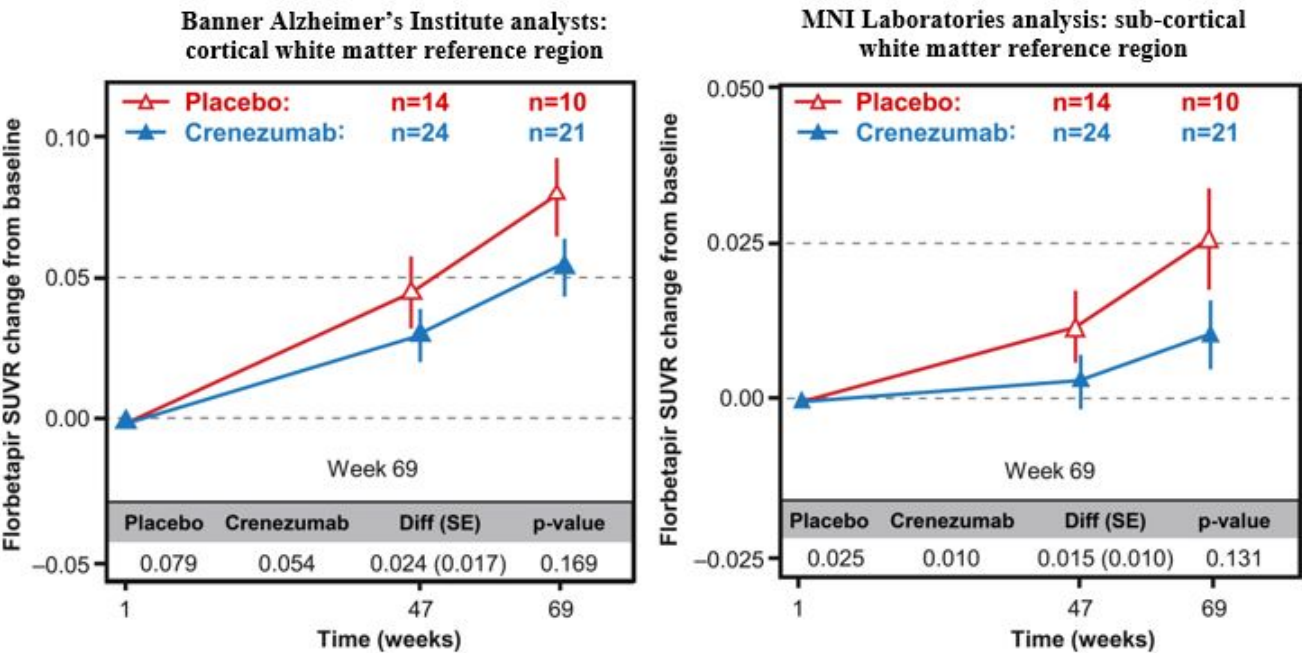 Banner Alzheimer’s Institute analysts:
cortical white matter reference region
Florbetapir SUVR change from baseline
0.10
0.05
0.00
–0.05
Placebo: n=14 n=10
Crenezumab: n=24 n=21
Week 69
Placebo Crenezumab Diff (SE) p-value
0.079 0.054 0.024 (0.017) 0.169
1 47 69
Time (weeks)
MNI Laboratories analysis: sub-cortical
white matter reference region
Florbetapir SUVR change from baseline
0.050
0.025
0.00
–0.025
Placebo: n=14 n=10
Crenezumab: n=24 n=21
Week 69
Placebo Crenezumab Diff (SE) p-value
0.025 0.010 0.015 (0.010) 0.131
1 47 69
Time (weeks)